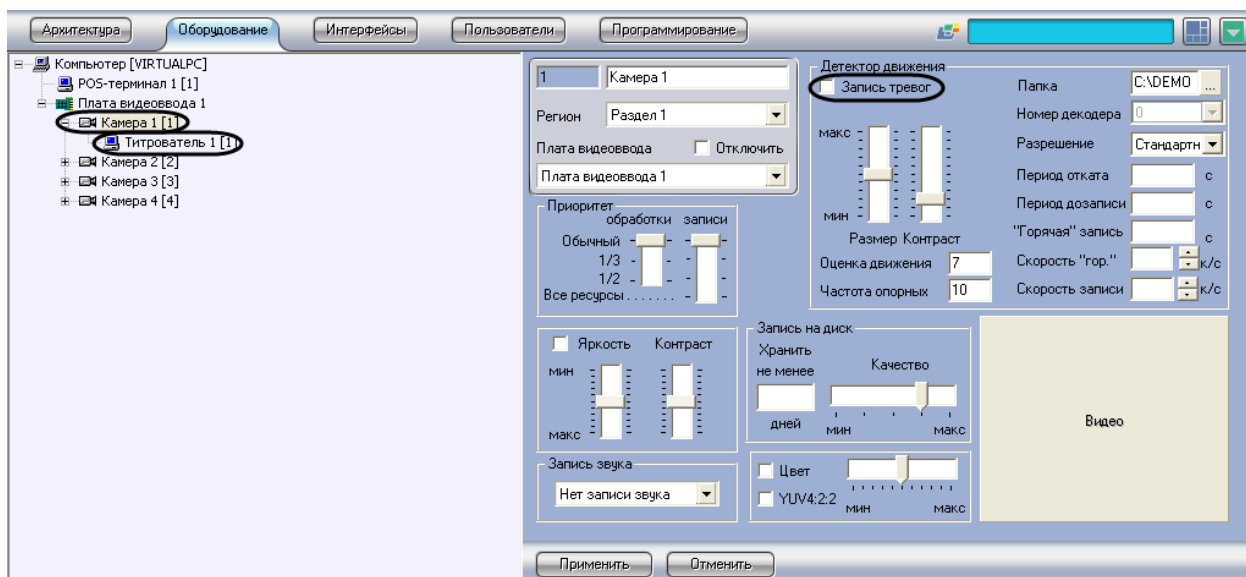 Архитектура Оборудование Интерфейсы Пользователи Программирование
Компьютер [VIRTUALPC]
POS-терминал 1 [1]
Плата видеоввода 1
Камера 1 [1]
Титрователь 1 [1]
Камера 2 [2]
Камера 3 [3]
Камера 4 [4]
1 Камера 1
Регион Раздел 1
Плата видеоввода Отключить
Плата видеоввода 1
Приоритет
обработки записи
Обычный
1/3
1/2
Все ресурсы . . . . . . .
Яркость Контраст
мин
макс
Запись звука
Нет записи звука
Детектор движения
Запись тревог
макс
мин
Размер Контраст
Оценка движения 7
Частота опорных 10
Папка C:\DEMO ...
Номер декодера 0
Разрешение Стандартн
Период отката с
Период дозаписи с
"Горячая" запись с
Скорость "гор." к/с
Скорость записи к/с
Запись на диск
Хранить
не менее
дней
Качество
мин макс
Цвет
YUV4:2:2
мин макс
Видео
Применить Отменить